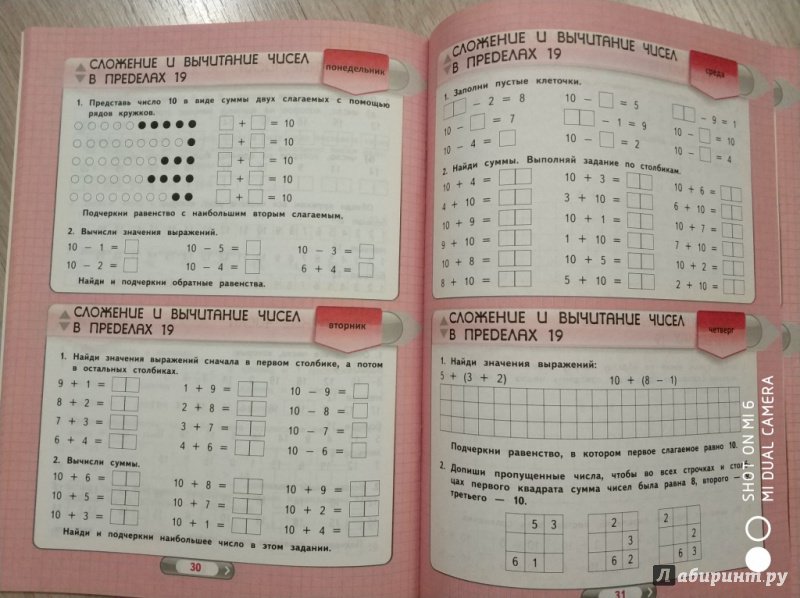 СЛОЖЕНИЕ И ВЫЧИТАНИЕ ЧИСЕЛ
В ПРЕДЕЛАХ 19
понедельник
1. Представь число 10 в виде суммы двух слагаемых с помощью
рядов кружков.
+ = 10
+ = 10
+ = 10
+ = 10
+ = 10
Подчеркни равенство с наибольшим вторым слагаемым.
2. Вычисли значения выражений.
10 − 1 = 10 − 5 = 10 − 3 =
10 − 2 = 10 − 4 = 6 + 4 =
Найди и подчеркни обратные равенства.
СЛОЖЕНИЕ И ВЫЧИТАНИЕ ЧИСЕЛ
В ПРЕДЕЛАХ 19
вторник
1. Найди значения выражений сначала в первом столбике, а потом
в остальных столбиках.
9 + 1 = 1 + 9 = 10 − 9 =
8 + 2 = 2 + 8 = 10 − 8 =
7 + 3 = 3 + 7 = 10 − 7 =
6 + 4 = 4 + 6 = 10 − 6 =
2. Вычисли суммы.
10 + 6 = 10 + 8 = 10 + 9 =
10 + 5 = 10 + 7 = 10 + 2 =
10 + 3 = 10 + 1 = 10 + 4 =
Найди и подчеркни наибольшее число в этом задании.
30
СЛОЖЕНИЕ И ВЫЧИТАНИЕ ЧИСЕЛ
В ПРЕДЕЛАХ 19
среда
1. Заполни пустые клеточки.
− 2 = 8 10 − = 5 − 9 = 1
10 − = 7 − 1 = 9 10 − = 10
10 − 4 = 10 − = 2 10 − = 4
2. Найди суммы. Выполняй задание по столбикам.
10 + 4 = 10 + 3 = 10 + 6 =
4 + 10 = 3 + 10 = 6 + 10 =
10 + 9 = 10 + 1 = 10 + 7 =
9 + 10 = 1 + 10 = 7 + 10 =
10 + 8 = 10 + 5 = 10 + 2 =
8 + 10 = 5 + 10 = 2 + 10 =
СЛОЖЕНИЕ И ВЫЧИТАНИЕ ЧИСЕЛ
В ПРЕДЕЛАХ 19
четверг
1. Найди значения выражений:
5 + (3 + 2) 10 + (8 − 1)
Подчеркни равенство, в котором первое слагаемое равно 10.
2. Допиши пропущенные числа, чтобы во всех строчках и столб-
цах первого квадрата сумма чисел была равна 8, второго —
третьего — 10.
5 3 2 2
3 2
6 1 6 6 3
31
SHOT ON MI 6
MI DUAL CAMERA
Лабиринт.ру